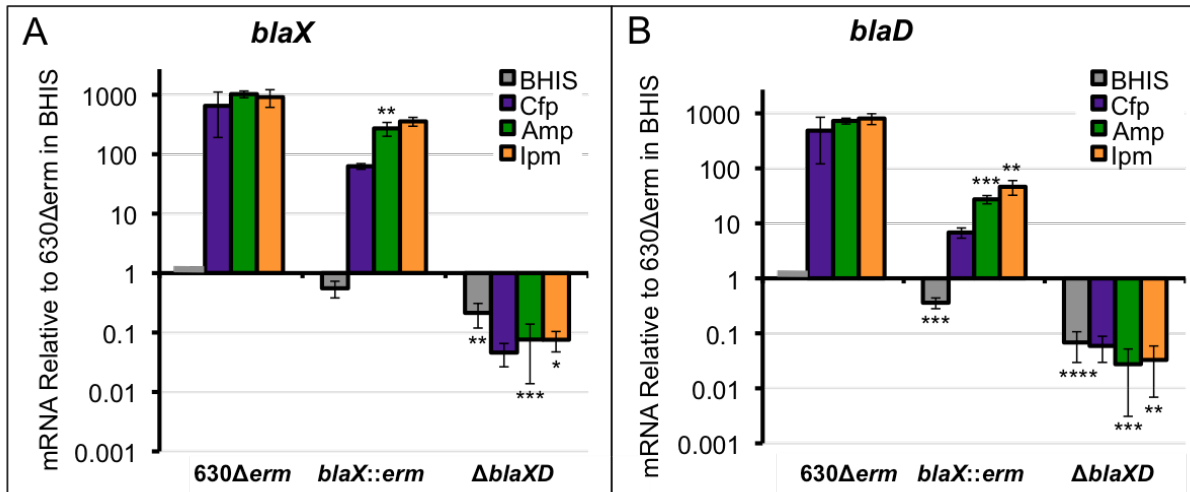 A
blaX
mRNA Relative to 630Δerm in BHIS
1000
100
10
1
0.1
0.01
0.001
BHIS
Cfp
Amp
Ipm
**
**
***
*
630Δerm
blaX::erm
ΔblaXD
B
blaD
mRNA Relative to 630Δerm in BHIS
1000
100
10
1
0.1
0.01
0.001
BHIS
Cfp
Amp
Ipm
***
**
***
****
***
**
630Δerm
blaX::erm
ΔblaXD